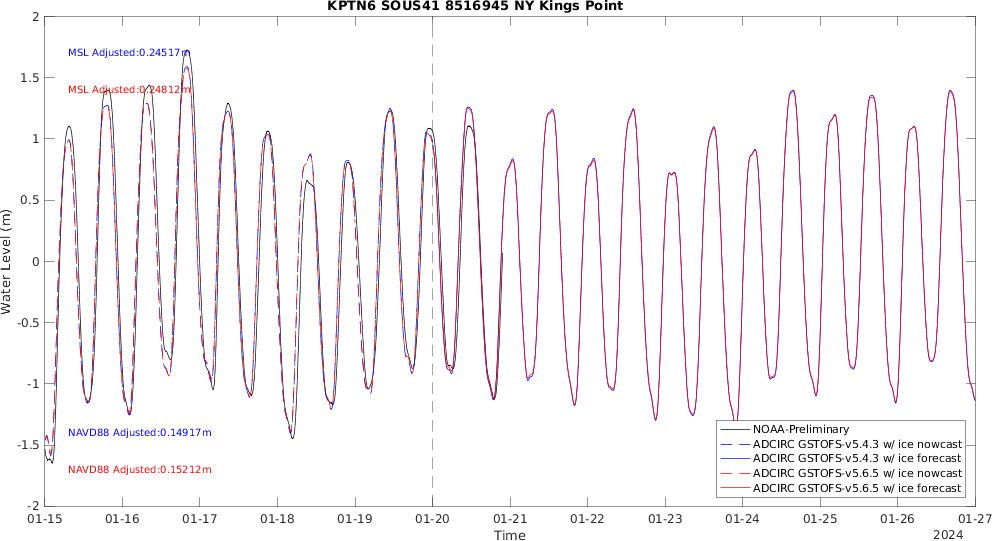 KPTN6 SOUS41 8516945 NY Kings Point
2
1.5
1
0.5
0
-0.5
-1
-1.5
-2
Water Level (m)
MSL Adjusted:0.24517m
MSL Adjusted:0.24812m
NAVD88 Adjusted:0.14917m
NAVD88 Adjusted:0.15212m
NOAA-Preliminary
ADCIRC GSTOFS-v5.4.3 w/ ice nowcast
ADCIRC GSTOFS-v5.4.3 w/ ice forecast
ADCIRC GSTOFS-v5.6.5 w/ ice nowcast
ADCIRC GSTOFS-v5.6.5 w/ ice forecast
01-15 01-16 01-17 01-18 01-19 01-20 01-21 01-22 01-23 01-24 01-25 01-26 01-27
Time
2024